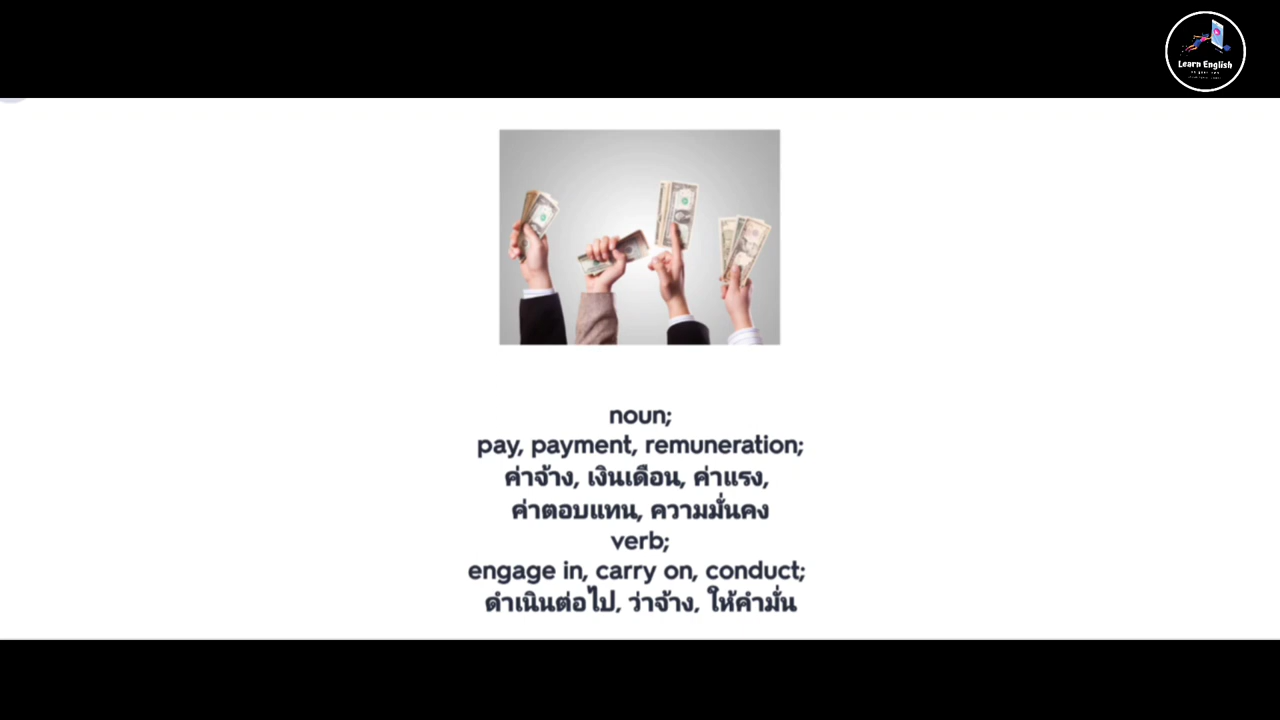 Learn English
noun;
pay, payment, remuneration;
ค่าจ้าง, เงินเดือน, ค่าแรง,
ค่าตอบแทน, ความมั่นคง
verb;
engage in, carry on, conduct;
ดำเนินต่อไป, ว่าจ้าง, ให้คำมั่น